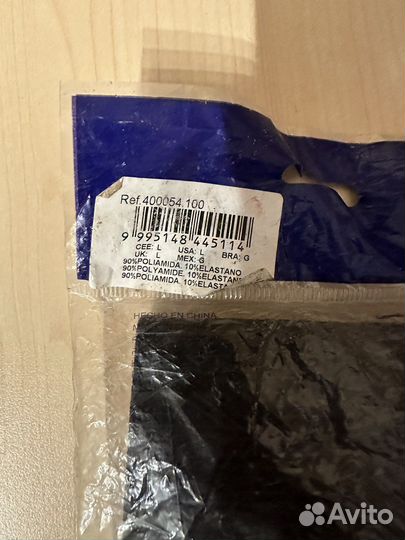 Ref.400054.100
9 995148 445114
CEE: L USA: L BRA: G
UK: L MEX: G
90%POLIAMIDA, 10%ELASTANO
90%POLYAMIDE, 10%ELASTANE
90%POLIAMIDA, 10%ELASTA
HECHO EN CHINA
Avito